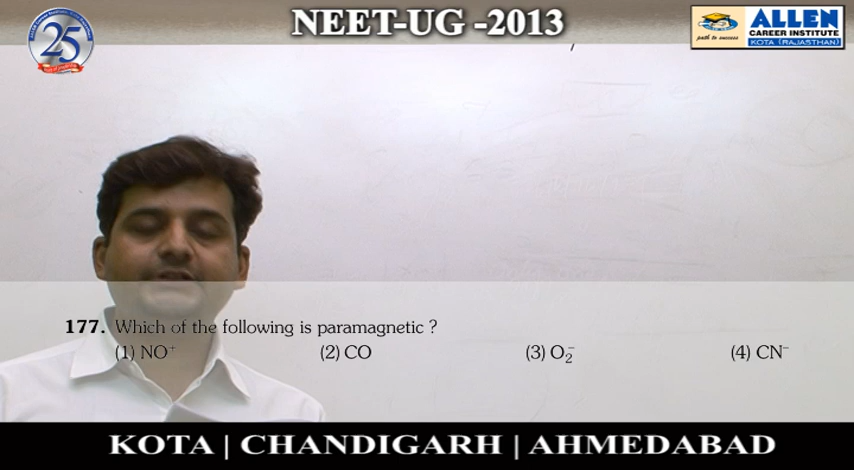 NEET-UG -2013
25
path to success
ALLEN
CAREER INSTITUTE
KOTA (RAJASTHAN)
177. Which of the following is paramagnetic ?
(1) NO⁺ (2) CO (3) O₂⁻ (4) CN⁻
KOTA | CHANDIGARH | AHMEDABAD